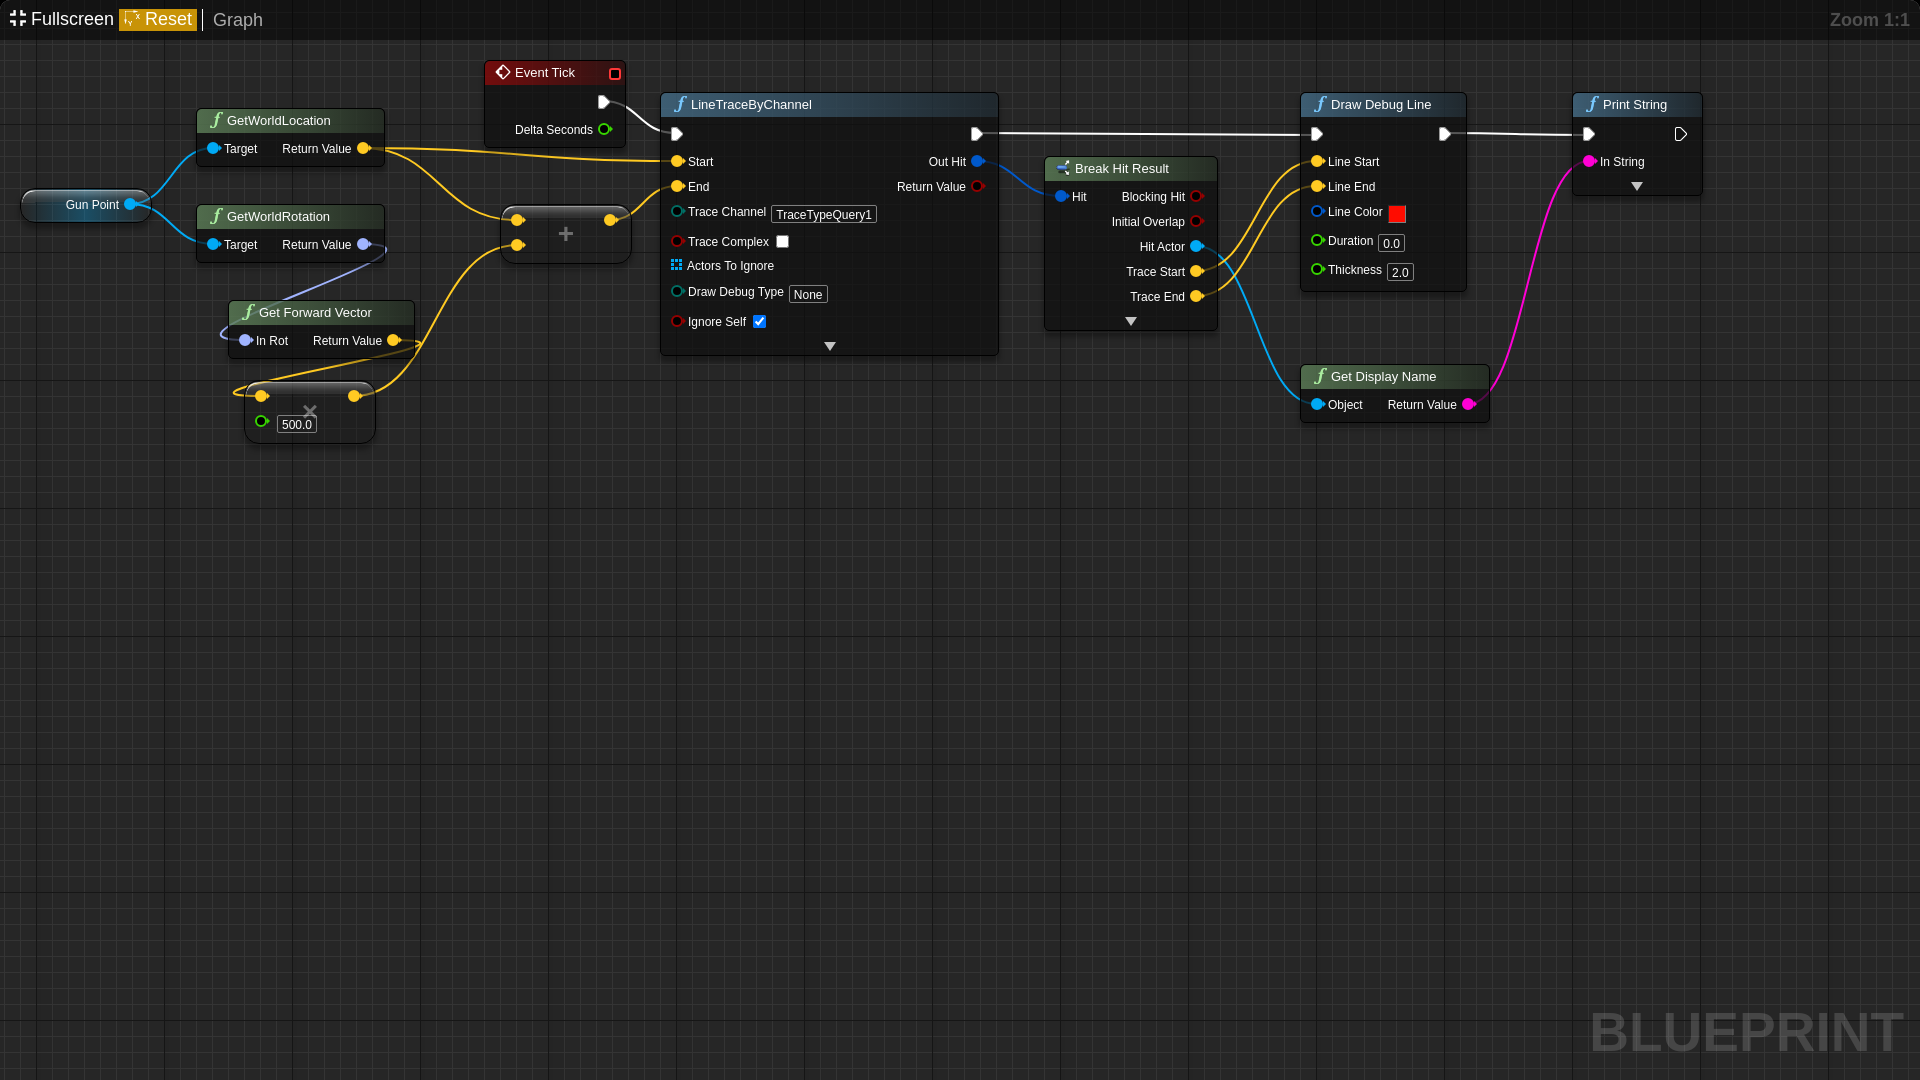 Fullscreen Reset Graph
Zoom 1:1
Gun Point
GetWorldLocation
Target Return Value
GetWorldRotation
Target Return Value
Get Forward Vector
In Rot Return Value
500.0
Event Tick
Delta Seconds
LineTraceByChannel
Start Out Hit
End Return Value
Trace Channel TraceTypeQuery1
Trace Complex
Actors To Ignore
Draw Debug Type None
Ignore Self
Break Hit Result
Hit Blocking Hit
Initial Overlap
Hit Actor
Trace Start
Trace End
Draw Debug Line
Line Start
Line End
Line Color
Duration 0.0
Thickness 2.0
Get Display Name
Object Return Value
Print String
In String
BLUEPRINT